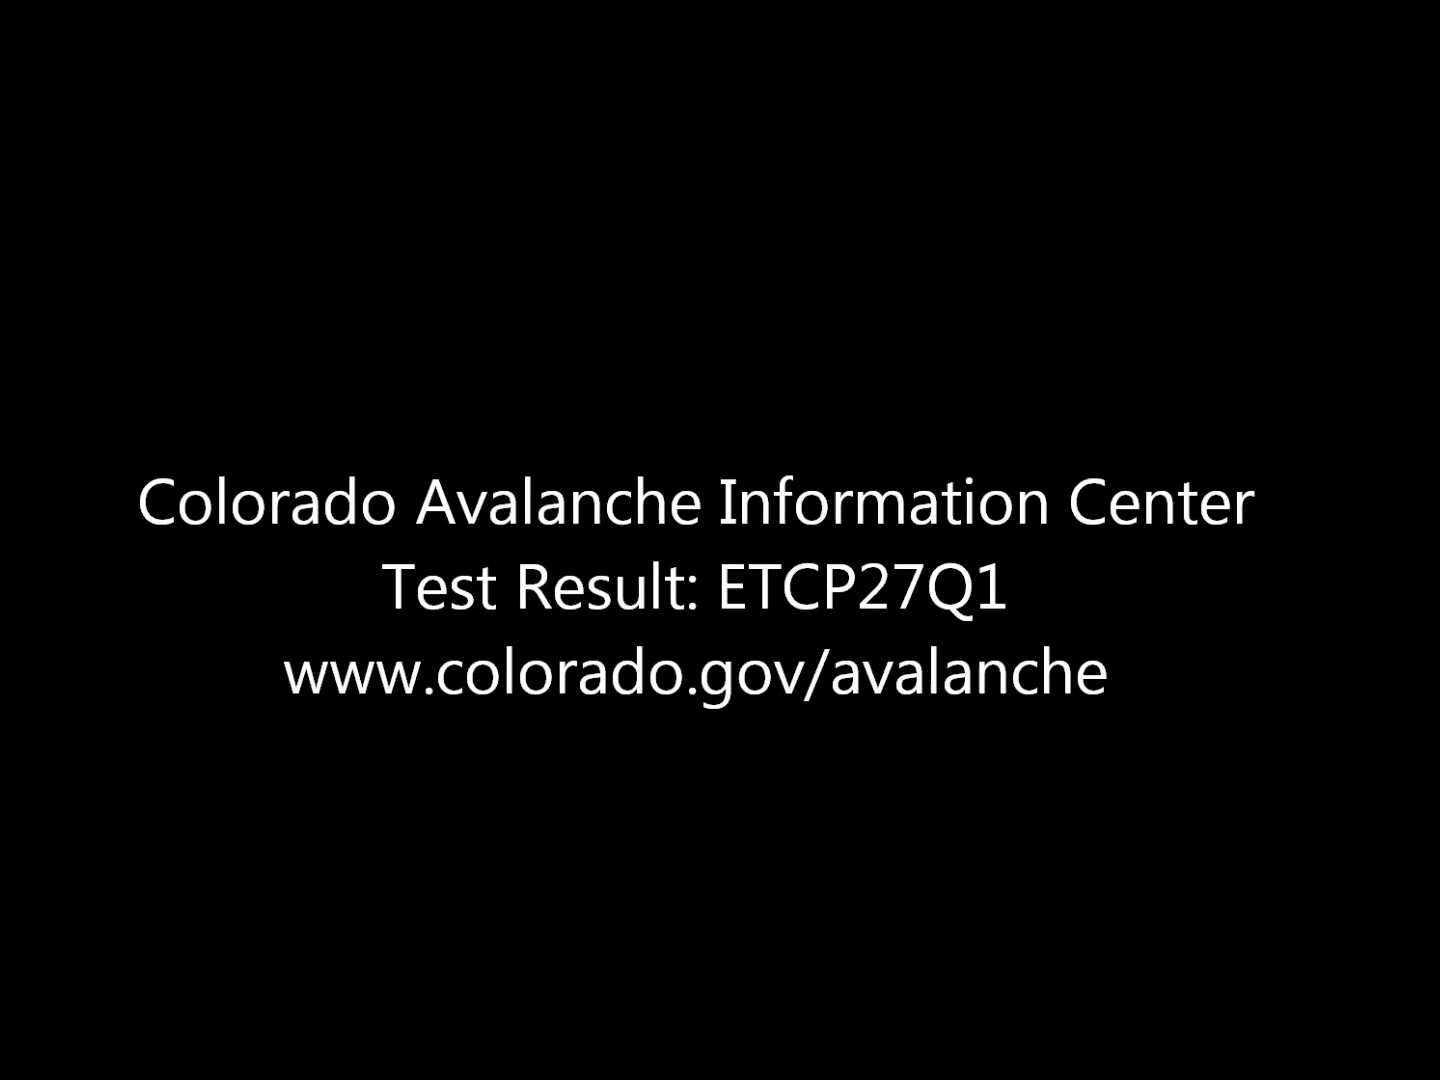 Colorado Avalanche Information Center
Test Result: ETCP27Q1
www.colorado.gov/avalanche